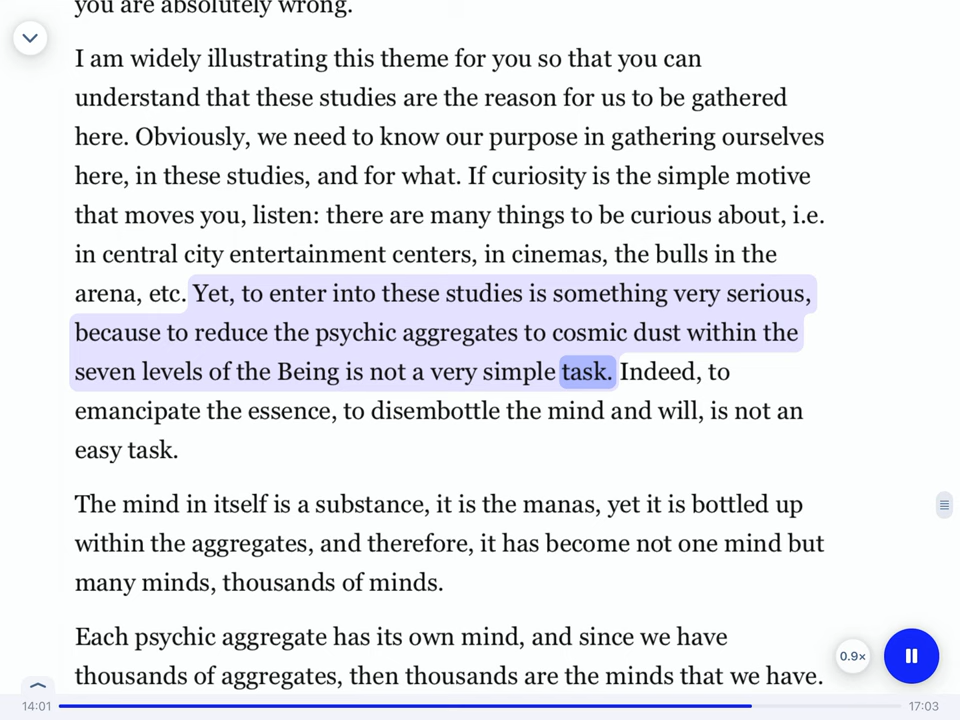 you are absolutely wrong.
I am widely illustrating this theme for you so that you can
understand that these studies are the reason for us to be gathered
here. Obviously, we need to know our purpose in gathering ourselves
here, in these studies, and for what. If curiosity is the simple motive
that moves you, listen: there are many things to be curious about, i.e.
in central city entertainment centers, in cinemas, the bulls in the
arena, etc. Yet, to enter into these studies is something very serious,
because to reduce the psychic aggregates to cosmic dust within the
seven levels of the Being is not a very simple task. Indeed, to
emancipate the essence, to disembottle the mind and will, is not an
easy task.
The mind in itself is a substance, it is the manas, yet it is bottled up
within the aggregates, and therefore, it has become not one mind but
many minds, thousands of minds.
Each psychic aggregate has its own mind, and since we have
thousands of aggregates, then thousands are the minds that we have.
0.9×
14:01
17:03